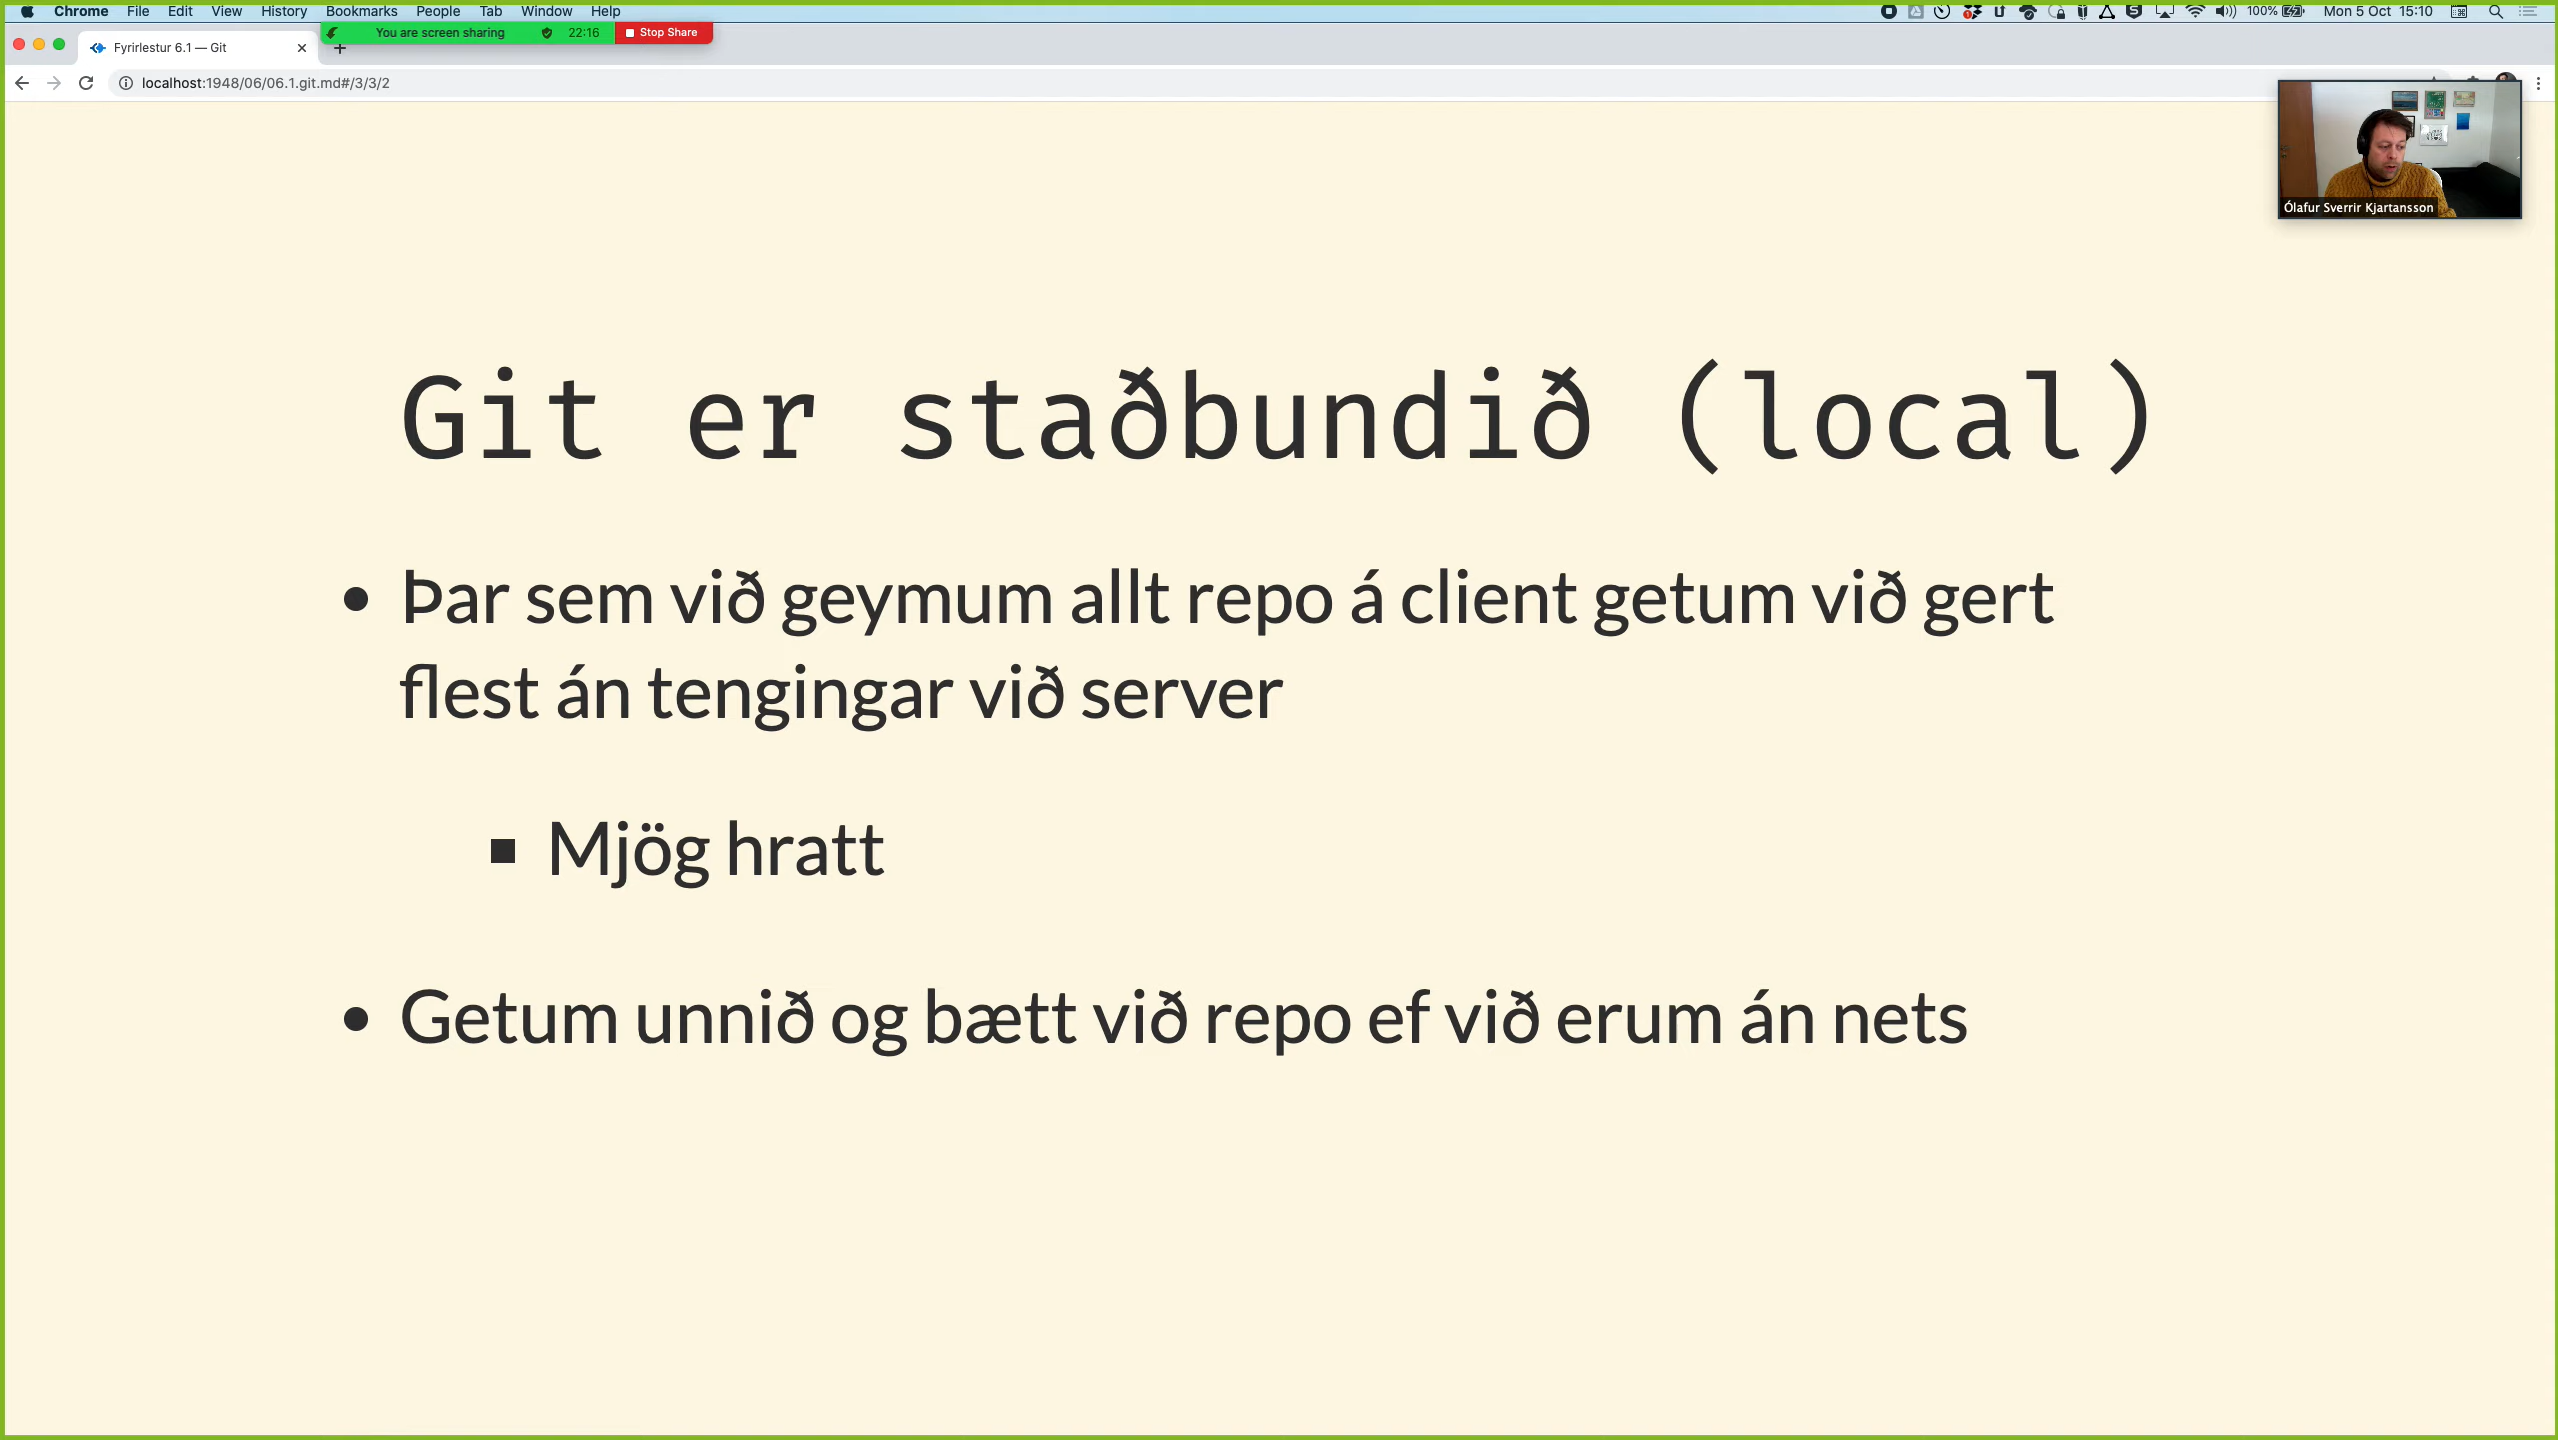 Chrome File Edit View History Bookmarks People Tab Window Help
100% Mon 5 Oct 15:10
You are screen sharing 22:16 Stop Share
Fyrirlestur 6.1 — Git
localhost:1948/06/06.1.git.md#/3/3/2
Ólafur Sverrir Kjartansson
Git er staðbundið (local)
Þar sem við geymum allt repo á client getum við gert
flest án tengingar við server
Mjög hratt
Getum unnið og bætt við repo ef við erum án nets